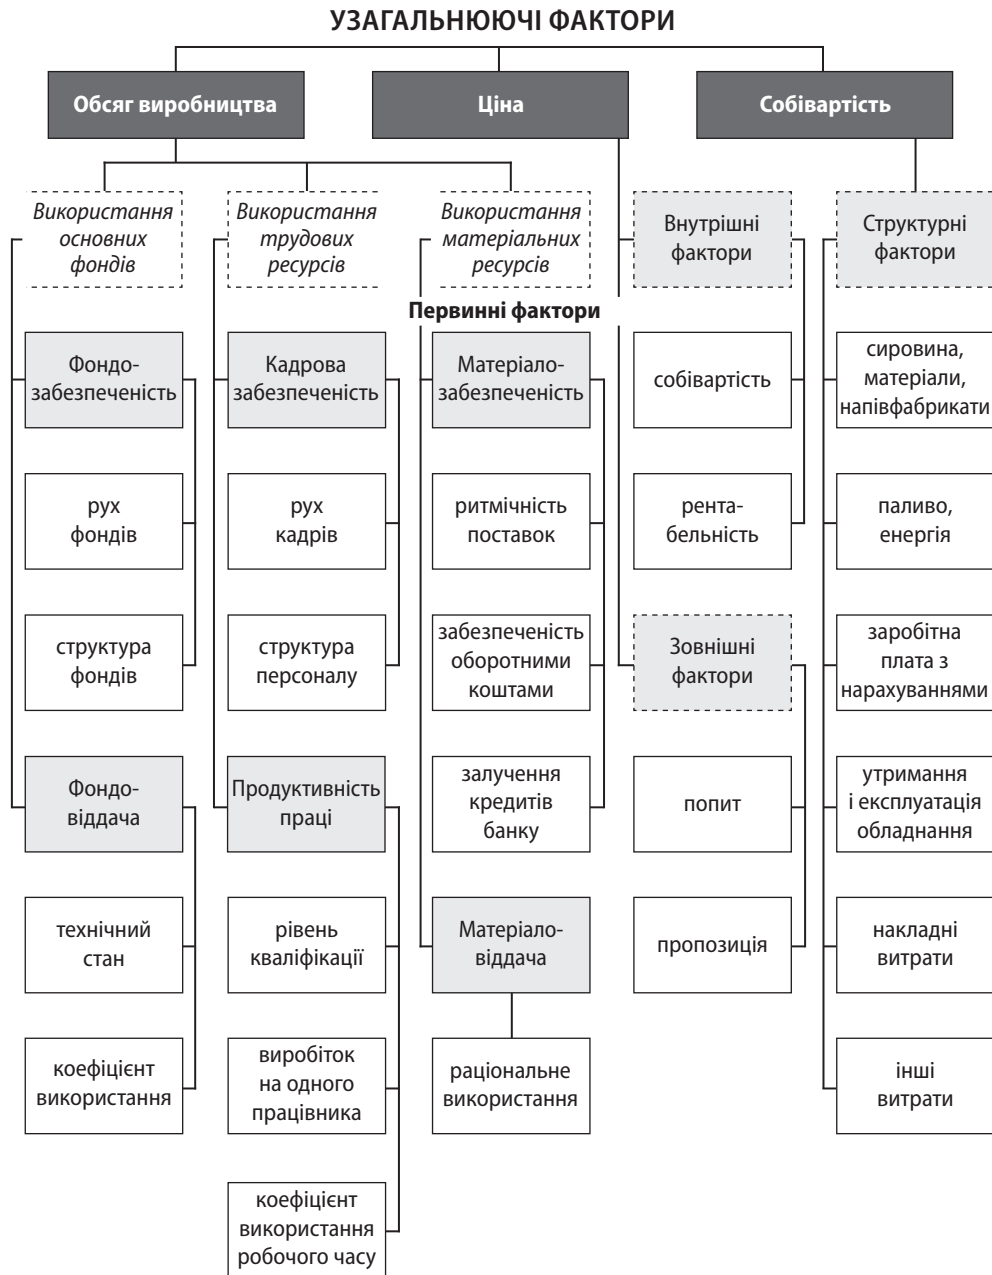 УЗАГАЛЬНЮЮЧІ ФАКТОРИ
Обсяг виробництва
Ціна
Собівартість
Використання
основних
фондів
Використання
трудових
ресурсів
Використання
матеріальних
ресурсів
Внутрішні
фактори
Структурні
фактори
Первинні фактори
Фондо-
забезпеченість
Кадрова
забезпеченість
Матеріало-
забезпеченість
собівартість
сировина,
матеріали,
напівфабрикати
рух
фондів
рух
кадрів
ритмічність
поставок
рента-
бельність
паливо,
енергія
структура
фондів
структура
персоналу
забезпеченість
оборотними
коштами
Зовнішні
фактори
заробітна
плата з
нарахуваннями
Фондо-
віддача
Продуктивність
праці
залучення
кредитів
банку
попит
утримання
і експлуатація
обладнання
технічний
стан
рівень
кваліфікації
Матеріало-
віддача
пропозиція
накладні
витрати
коефіцієнт
використання
виробіток
на одного
працівника
раціональне
використання
інші
витрати
коефіцієнт
використання
робочого часу